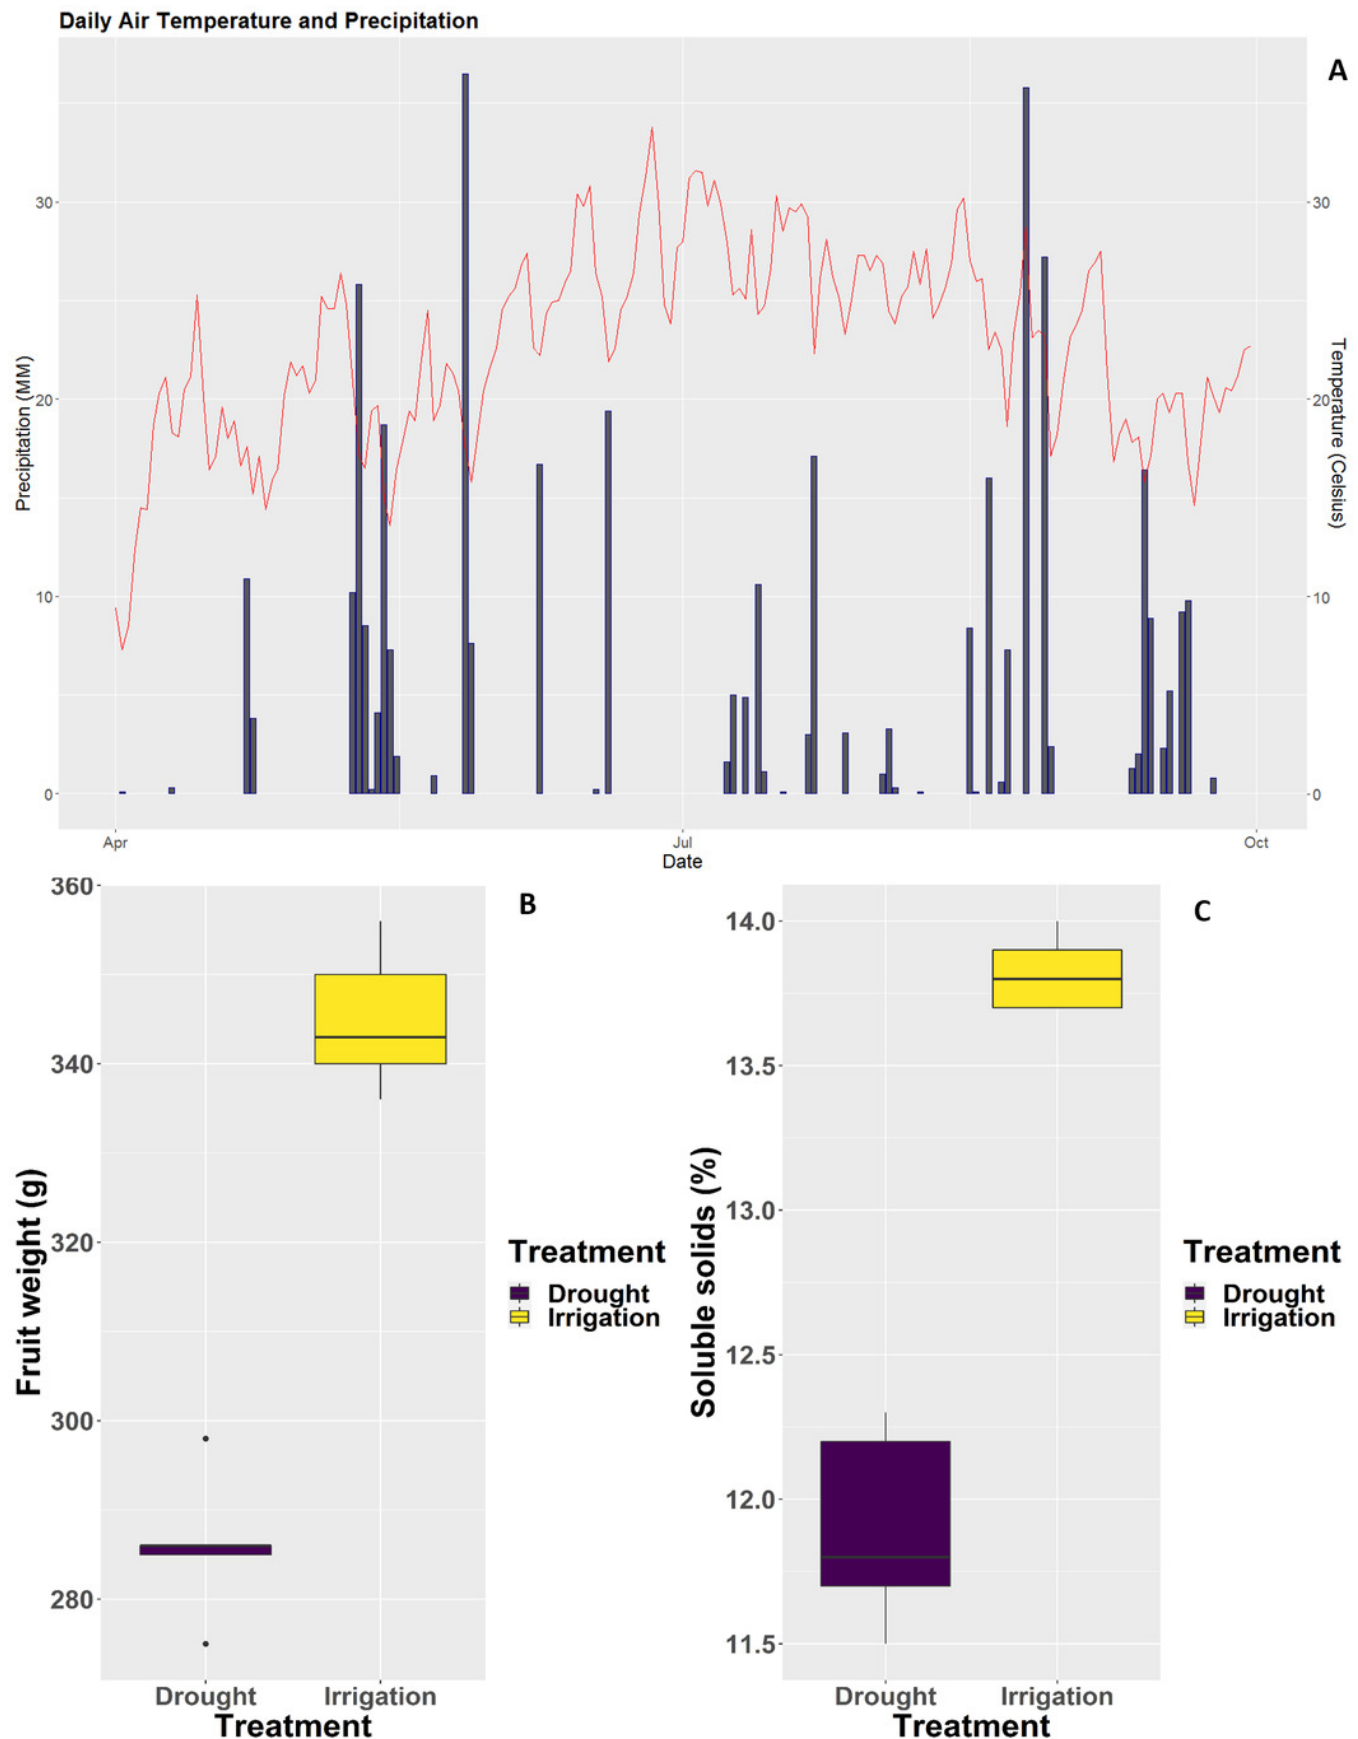 Daily Air Temperature and Precipitation
A
30
20
10
0
Precipitation (MM)
30
20
10
0
Temperature (Celsius)
Apr
Jul
Oct
Date
B
360
340
320
300
280
Fruit weight (g)
Drought
Irrigation
Treatment
Treatment
Drought
Irrigation
C
14.0
13.5
13.0
12.5
12.0
11.5
Soluble solids (%)
Drought
Irrigation
Treatment
Treatment
Drought
Irrigation